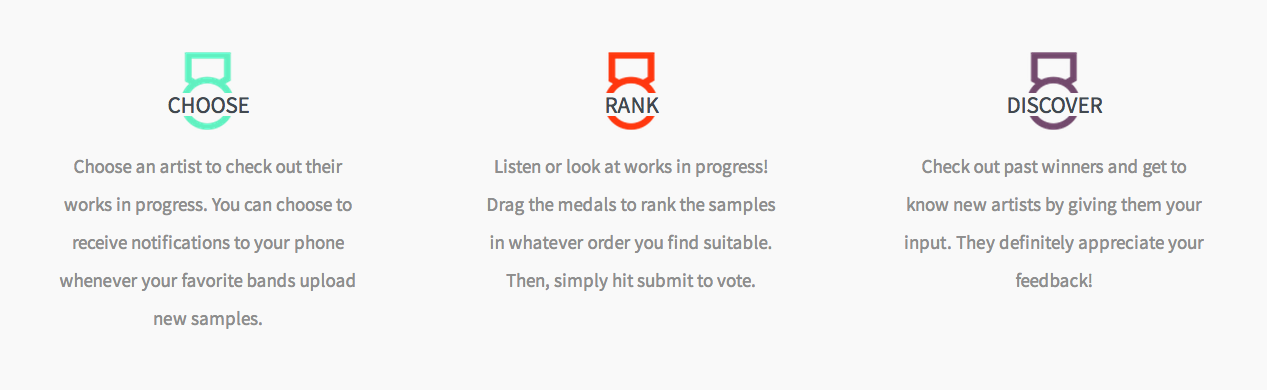 CHOOSE
Choose an artist to check out their
works in progress. You can choose to
receive notifications to your phone
whenever your favorite bands upload
new samples.
RANK
Listen or look at works in progress!
Drag the medals to rank the samples
in whatever order you find suitable.
Then, simply hit submit to vote.
DISCOVER
Check out past winners and get to
know new artists by giving them your
input. They definitely appreciate your
feedback!